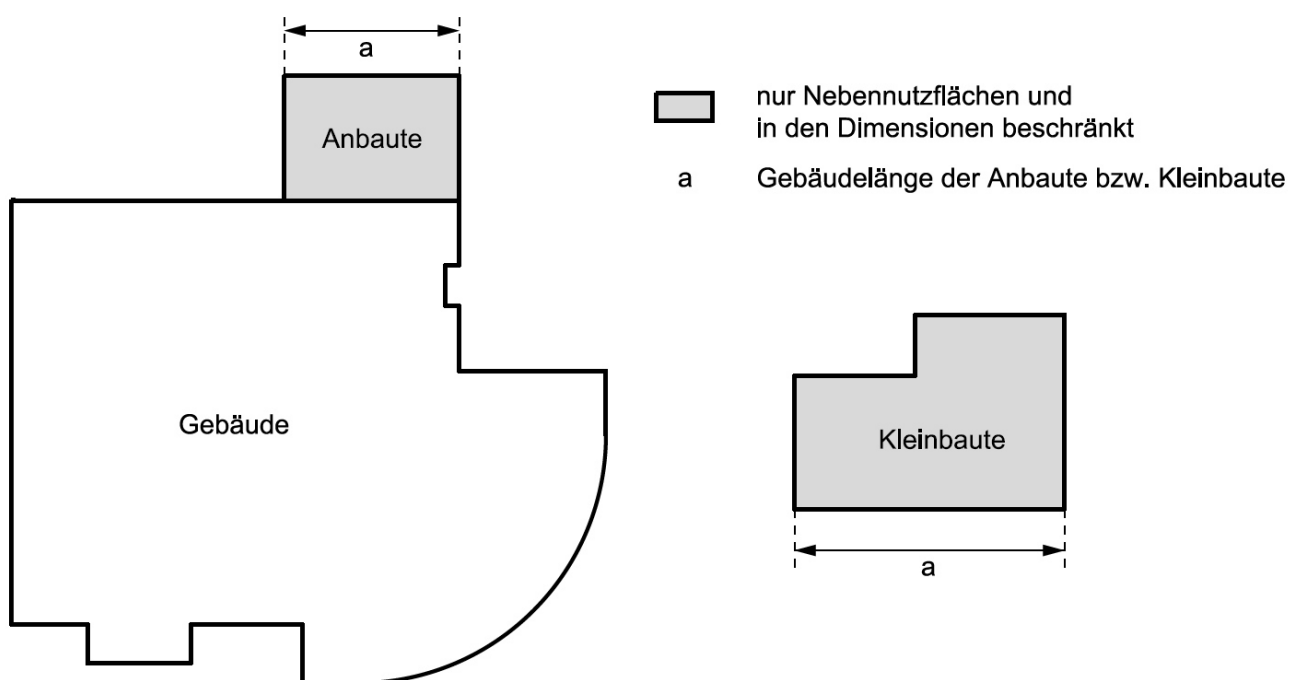 a
Anbaute
nur Nebennutzflächen und
in den Dimensionen beschränkt
a Gebäudelänge der Anbaute bzw. Kleinbaute
Gebäude
Kleinbaute
a